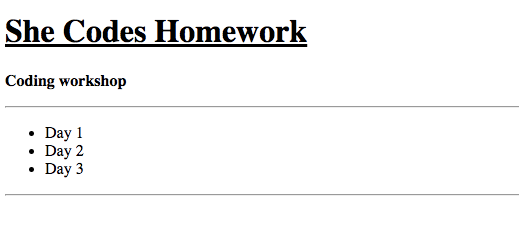 She Codes Homework
Coding workshop
Day 1
Day 2
Day 3